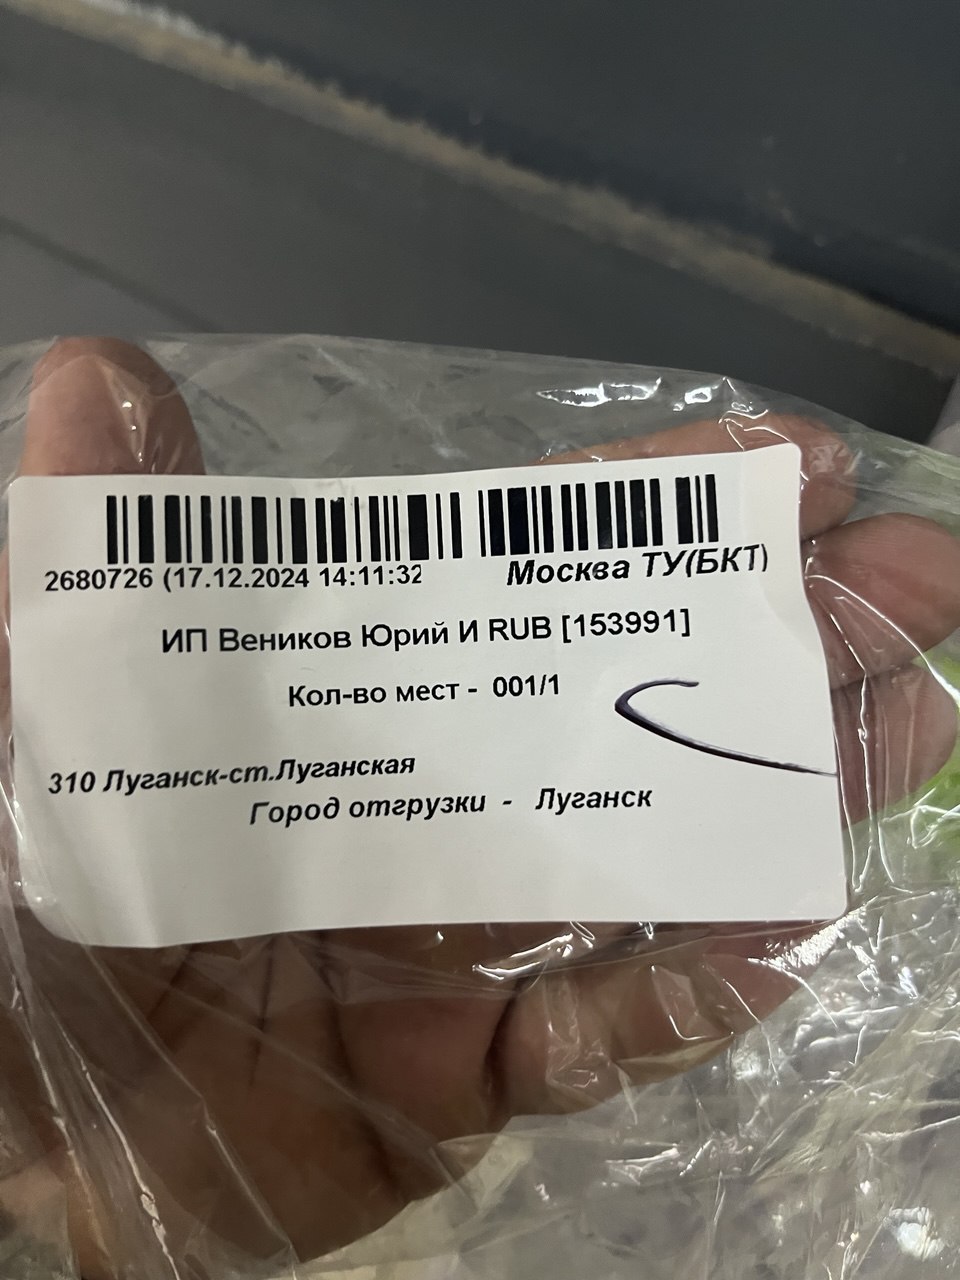 2680726 (17.12.2024 14:11:32 Москва ТУ(БКТ)
ИП Веников Юрий И RUB [153991]
Кол-во мест - 001/1
310 Луганск-ст.Луганская
Город отгрузки - Луганск